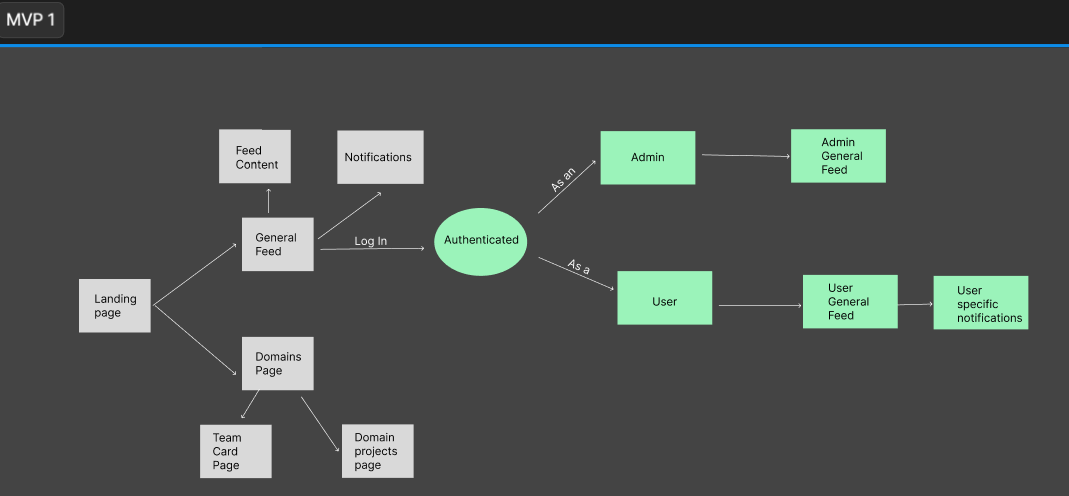 MVP 1
Feed
Content
Notifications
Admin
Admin
General
Feed
As an
General
Feed
Log In
Authenticated
As a
Landing
page
User
User
General
Feed
User
specific
notifications
Domains
Page
Team
Card
Page
Domain
projects
page